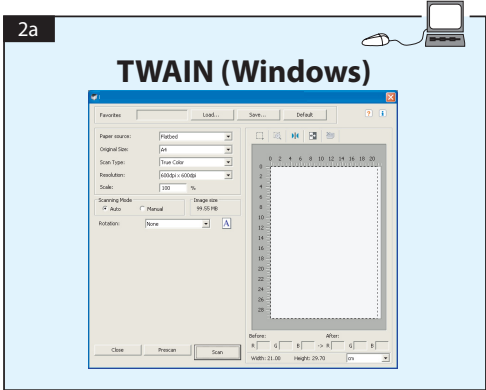 2a
TWAIN (Windows)
Favorites Load... Save... Default ? i
Paper source: Flatbed
Original Size: A4
Scan Type: True Color
Resolution: 600dpi x 600dpi
Scale: 100 %
Scanning Mode Image size
Auto Manual 99.55 MB
Rotation: None A
0 2 4 6 8 10 12 14 16 18 20
0
2
4
6
8
10
12
14
16
18
20
22
24
26
28
Before: After:
R G B -> R G B
Close Prescan Scan
Width: 21.00 Height: 29.70 cm